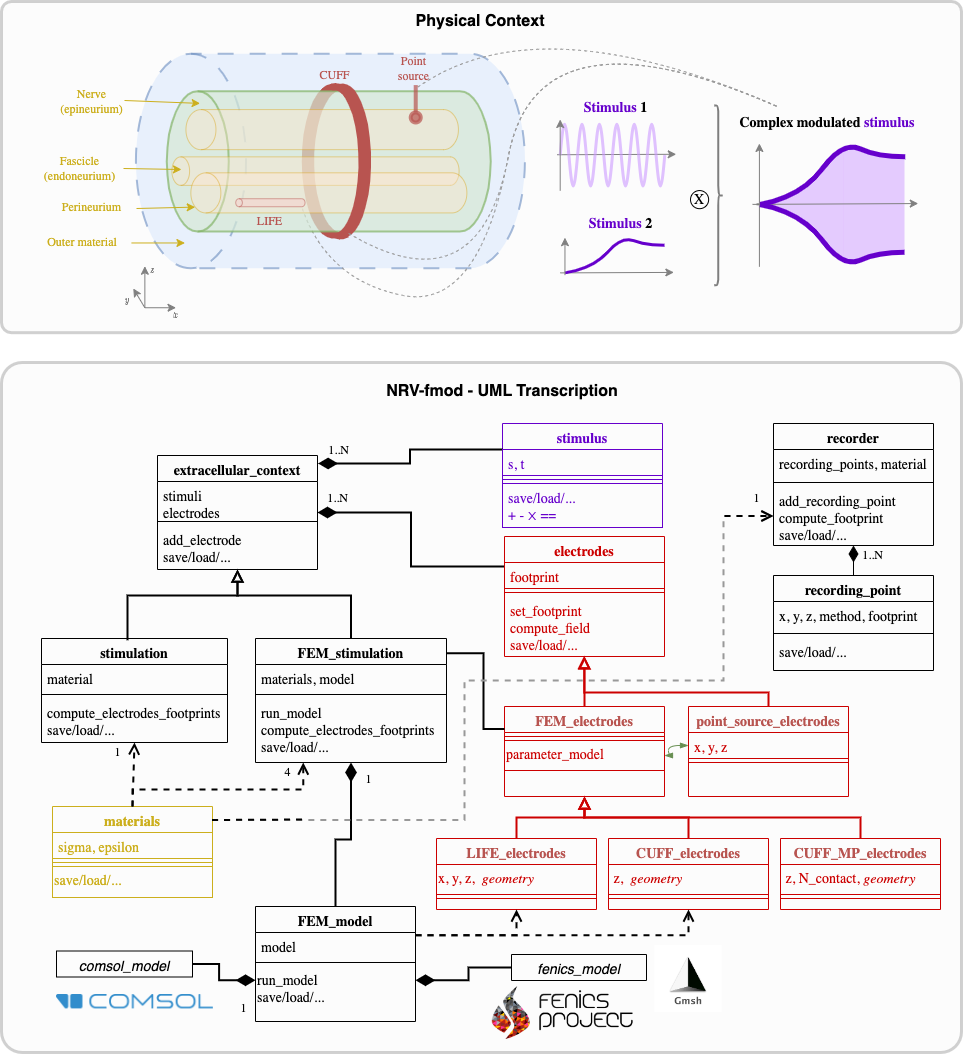 Physical Context
Nerve
(epineurium)
Fascicle
(endoneurium)
Perineurium
Outer material
z
y
x
CUFF
Point
source
LIFE
Stimulus 1
Stimulus 2
X
Complex modulated stimulus
NRV-fmod - UML Transcription
extracellular_context
stimuli
electrodes
add_electrode
save/load/...
1..N
1..N
stimulus
s, t
save/load/...
+ - × ==
recorder
recording_points, material
add_recording_point
compute_footprint
save/load/...
1
1..N
recording_point
x, y, z, method, footprint
save/load/...
electrodes
footprint
set_footprint
compute_field
save/load/...
stimulation
material
compute_electrodes_footprints
save/load/...
1
FEM_stimulation
materials, model
run_model
compute_electrodes_footprints
save/load/...
4
1
FEM_electrodes
parameter_model
point_source_electrodes
x, y, z
materials
sigma, epsilon
save/load/...
LIFE_electrodes
x, y, z, geometry
CUFF_electrodes
z, geometry
CUFF_MP_electrodes
z, N_contact, geometry
FEM_model
model
run_model
save/load/...
comsol_model
1
COMSOL
fenics_model
FENICS
PROJECT
Gmsh